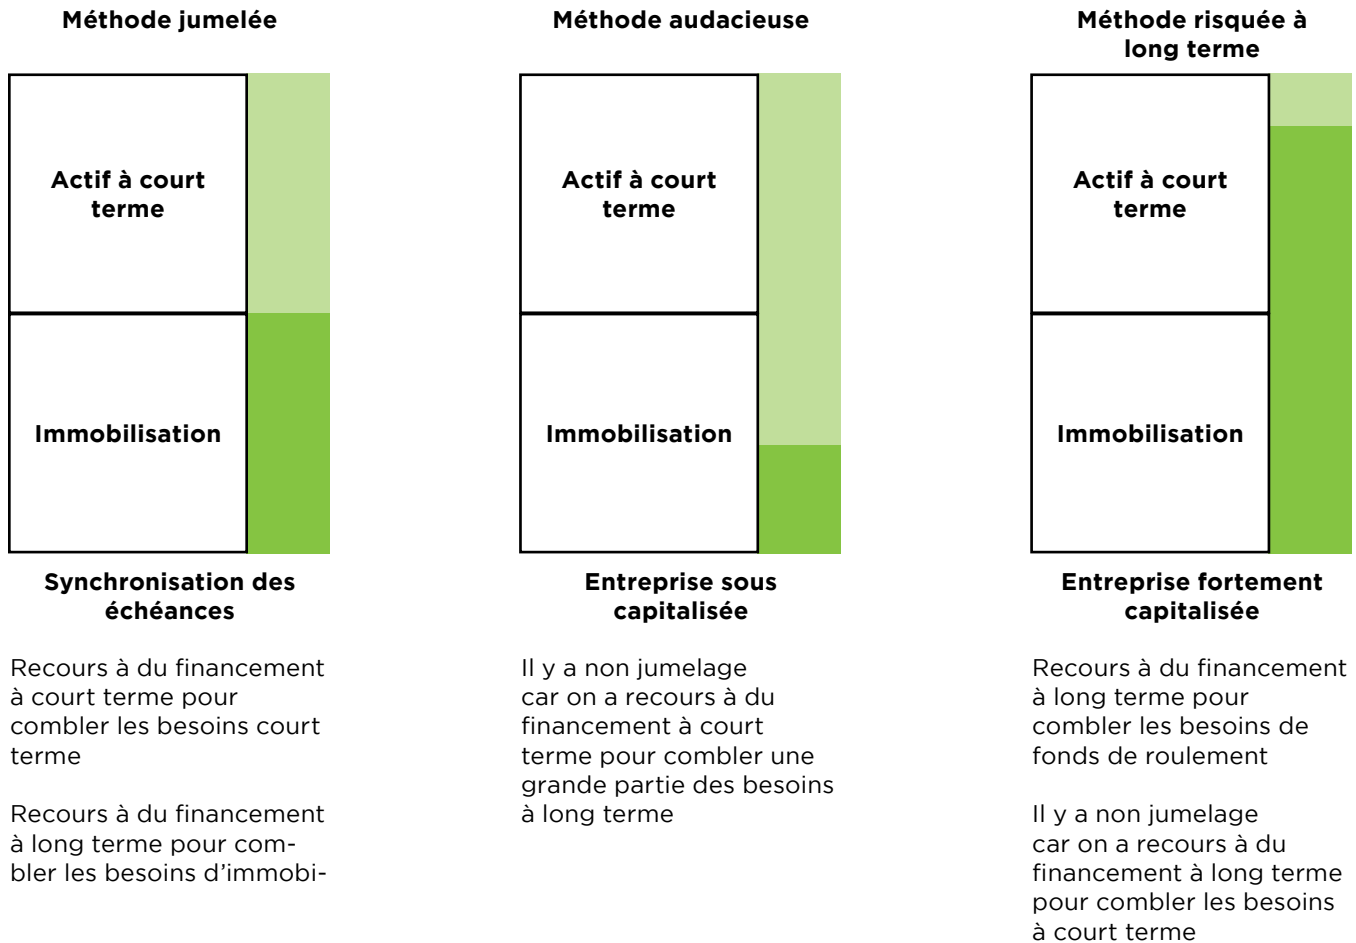 Méthode jumelée
Actif à court
terme
Immobilisation
Synchronisation des
échéances
Recours à du financement
à court terme pour
combler les besoins court
terme
Recours à du financement
à long terme pour com-
bler les besoins d’immobi-
Méthode audacieuse
Actif à court
terme
Immobilisation
Entreprise sous
capitalisée
Il y a non jumelage
car on a recours à du
financement à court
terme pour combler une
grande partie des besoins
à long terme
Méthode risquée à
long terme
Actif à court
terme
Immobilisation
Entreprise fortement
capitalisée
Recours à du financement
à long terme pour
combler les besoins de
fonds de roulement
Il y a non jumelage
car on a recours à du
financement à long terme
pour combler les besoins
à court terme